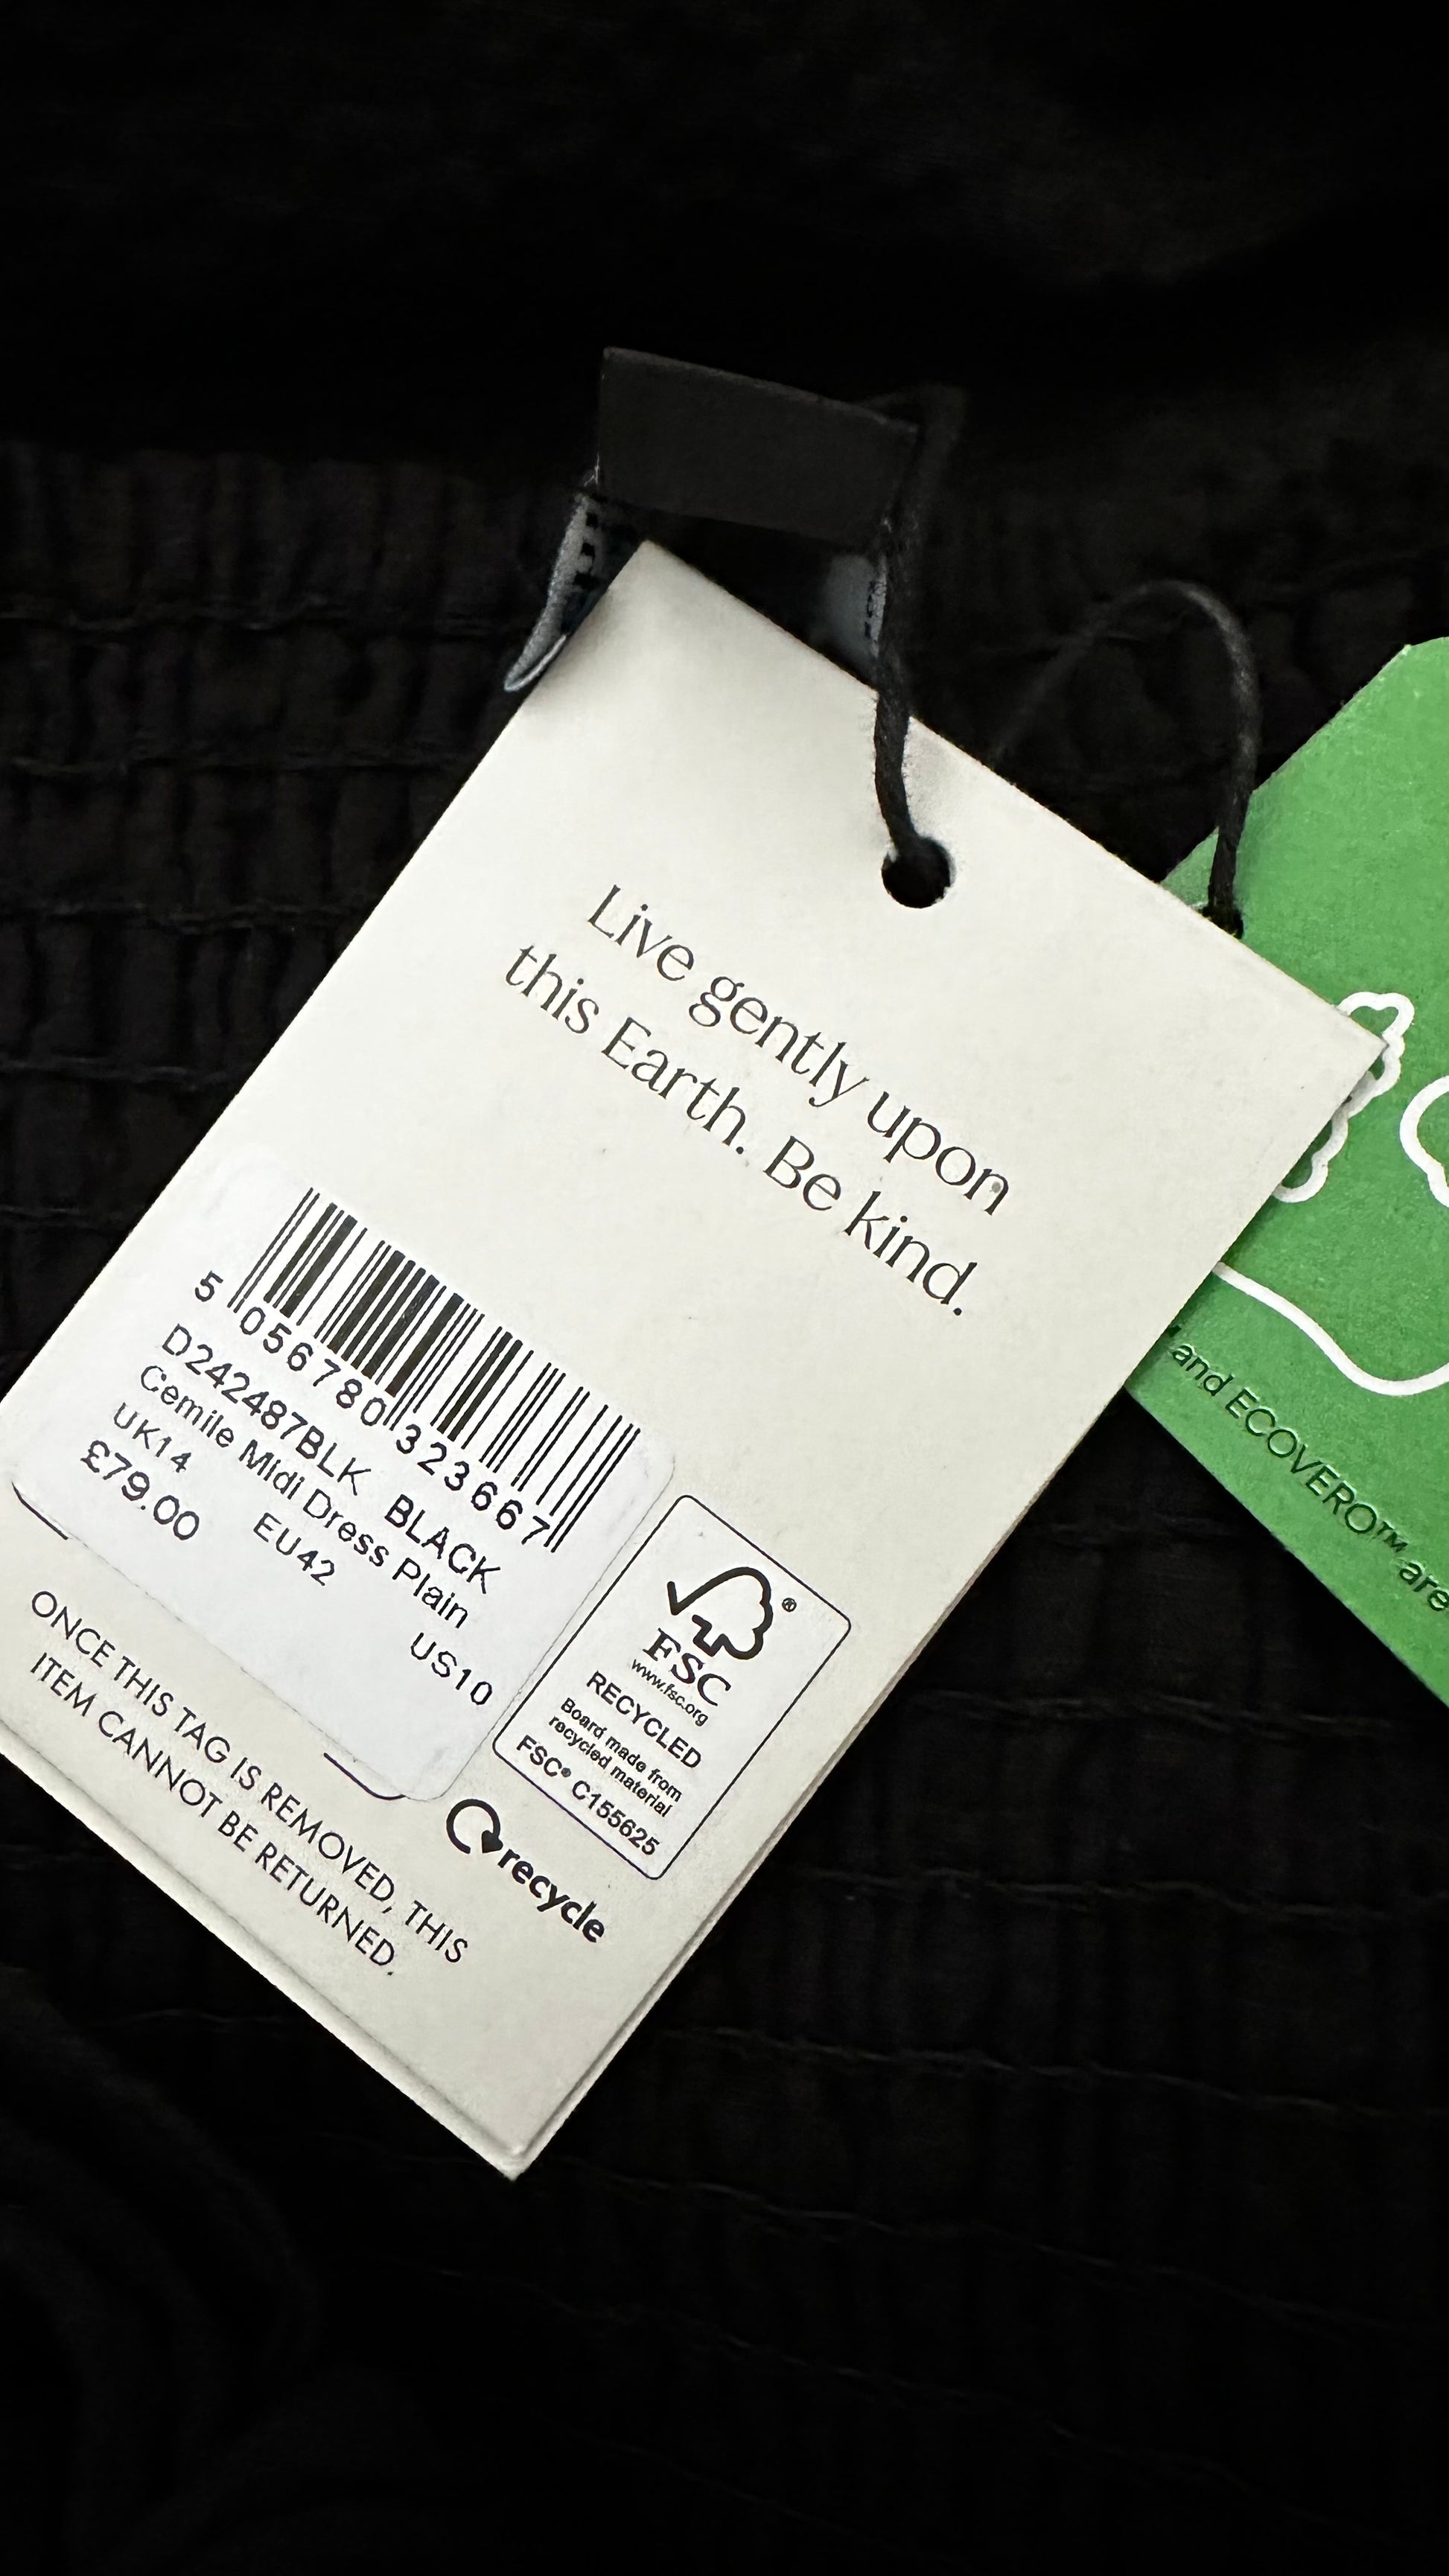 Live gently upon
this Earth. Be kind.
5 056780 323667
D242487BLK BLACK
Cemile Midi Dress Plain
UK14 EU42 US10
£79.00
FSC®
www.fsc.org
RECYCLED
Board made from
recycled material
FSC® C155625
recycle
ONCE THIS TAG IS REMOVED, THIS
ITEM CANNOT BE RETURNED.
and ECOVERO™ are